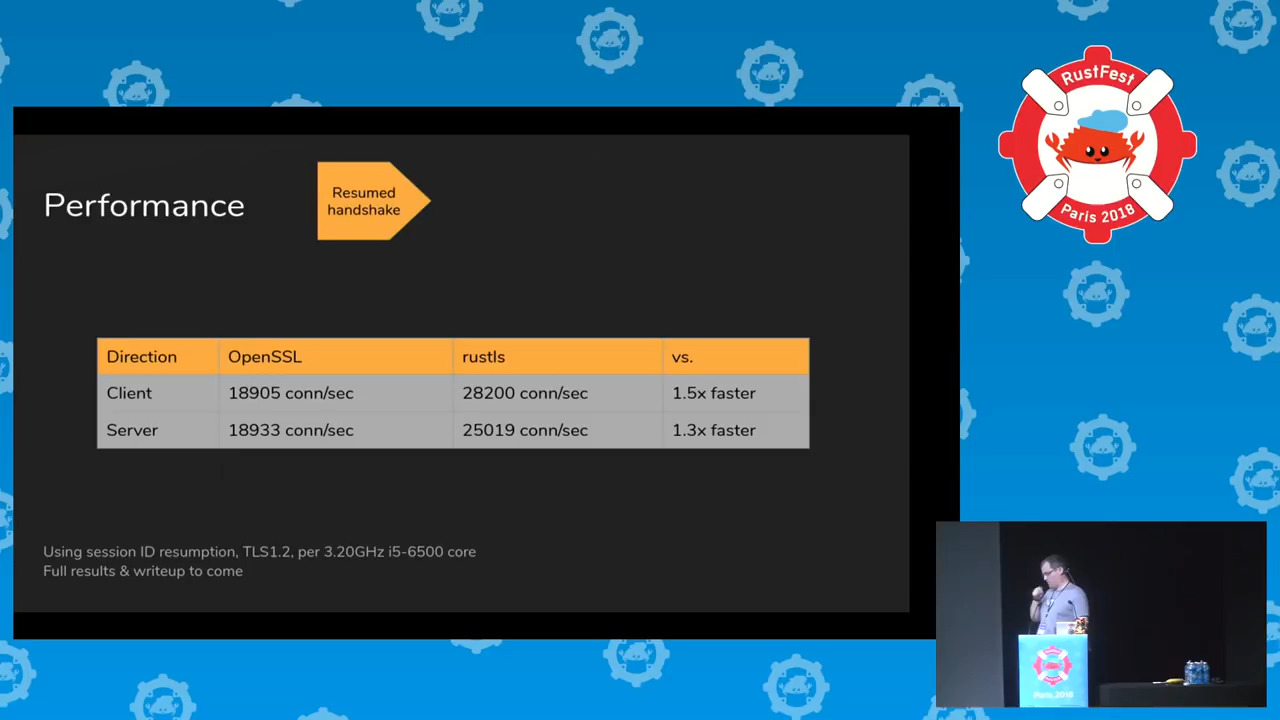 RustFest
Paris 2018
Performance
Resumed
handshake
Direction OpenSSL rustls vs.
Client 18905 conn/sec 28200 conn/sec 1.5x faster
Server 18933 conn/sec 25019 conn/sec 1.3x faster
Using session ID resumption, TLS1.2, per 3.20GHz i5-6500 core
Full results & writeup to come
Paris 2018